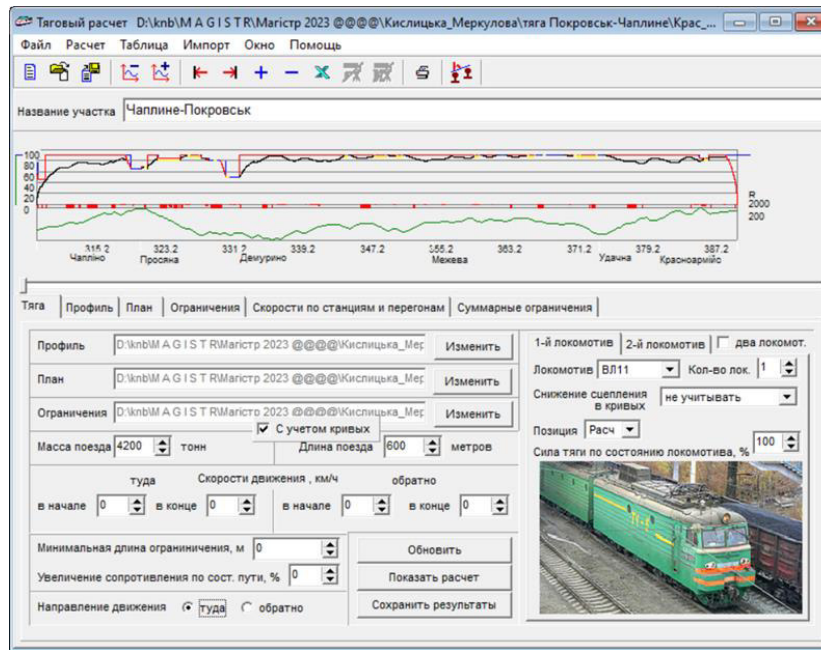 Тяговый расчет D:\knb\M A G I S T R\Магістр 2023 @@@@\Кислицька_Меркулова\тяга Покровськ-Чаплине\Крас_...
Файл Расчет Таблица Импорт Окно Помощь
Название участка Чаплине-Покровськ
100
80
60
40
20
0
R
2000
200
315.2 323.2 331.2 339.2 347.2 355.2 363.2 371.2 379.2 387.2
Чапліно Просяна Демурино Межева Удачна Красноармійс
Тяга Профиль План Ограничения Скорости по станциям и перегонам Суммарные ограничения
Профиль D:\knb\M A G I S T R\Магістр 2023 @@@@\Кислицька_Мер Изменить
План D:\knb\M A G I S T R\Магістр 2023 @@@@\Кислицька_Мер Изменить
Ограничения D:\knb\M A G I S T R\Магістр 2023 @@@@\Кислицька_Мер Изменить
С учетом кривых
Масса поезда 4200 тонн Длина поезда 600 метров
туда Скорости движения , км/ч обратно
в начале 0 в конце 0 в начале 0 в конце 0
Минимальная длина ограниничения, м 0 Обновить
Увеличение сопротивления по сост. пути, % 0 Показать расчет
Направление движения туда обратно Сохранить результаты
1-й локомотив 2-й локомотив два локомот.
Локомотив ВЛ11 Кол-во лок. 1
Снижение сцепления в кривых не учитывать
Позиция Расч
Сила тяги по состоянию локомотива, % 100